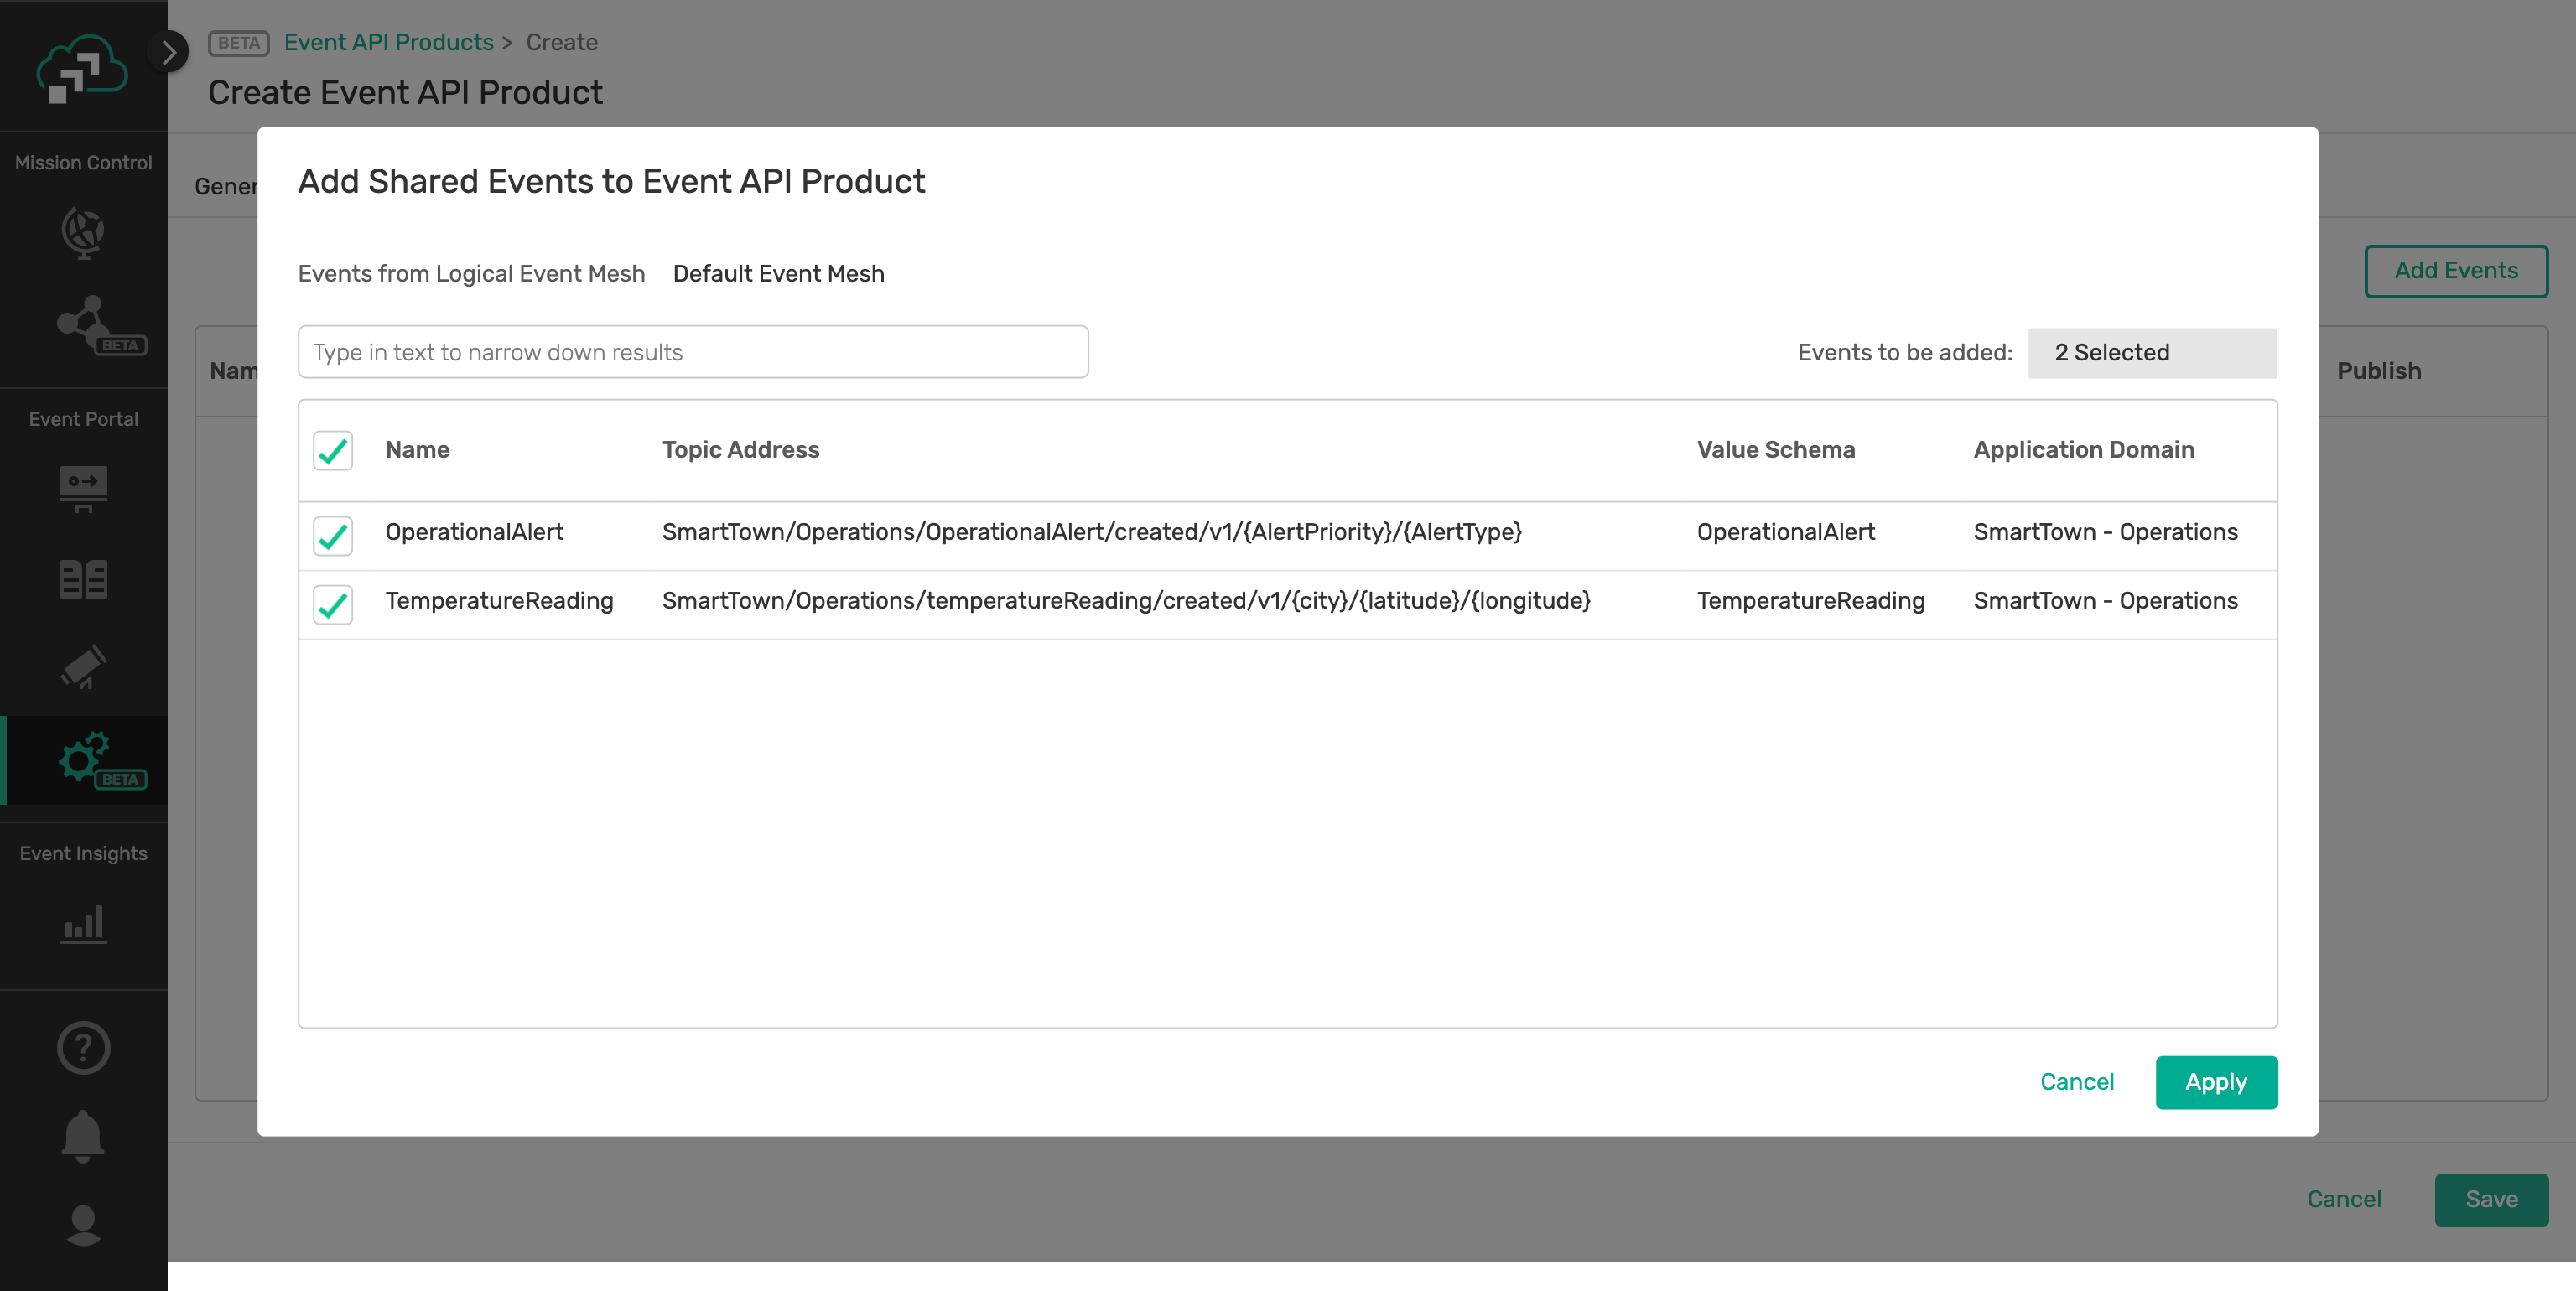 BETA Event API Products > Create
Create Event API Product
Mission Control
BETA
Event Portal
BETA
Event Insights
?
Gener
Add Events
Nam
Publish
Add Shared Events to Event API Product
Events from Logical Event Mesh Default Event Mesh
Type in text to narrow down results
Events to be added: 2 Selected
Name Topic Address Value Schema Application Domain
OperationalAlert SmartTown/Operations/OperationalAlert/created/v1/{AlertPriority}/{AlertType} OperationalAlert SmartTown - Operations
TemperatureReading SmartTown/Operations/temperatureReading/created/v1/{city}/{latitude}/{longitude} TemperatureReading SmartTown - Operations
Cancel Apply
Cancel Save